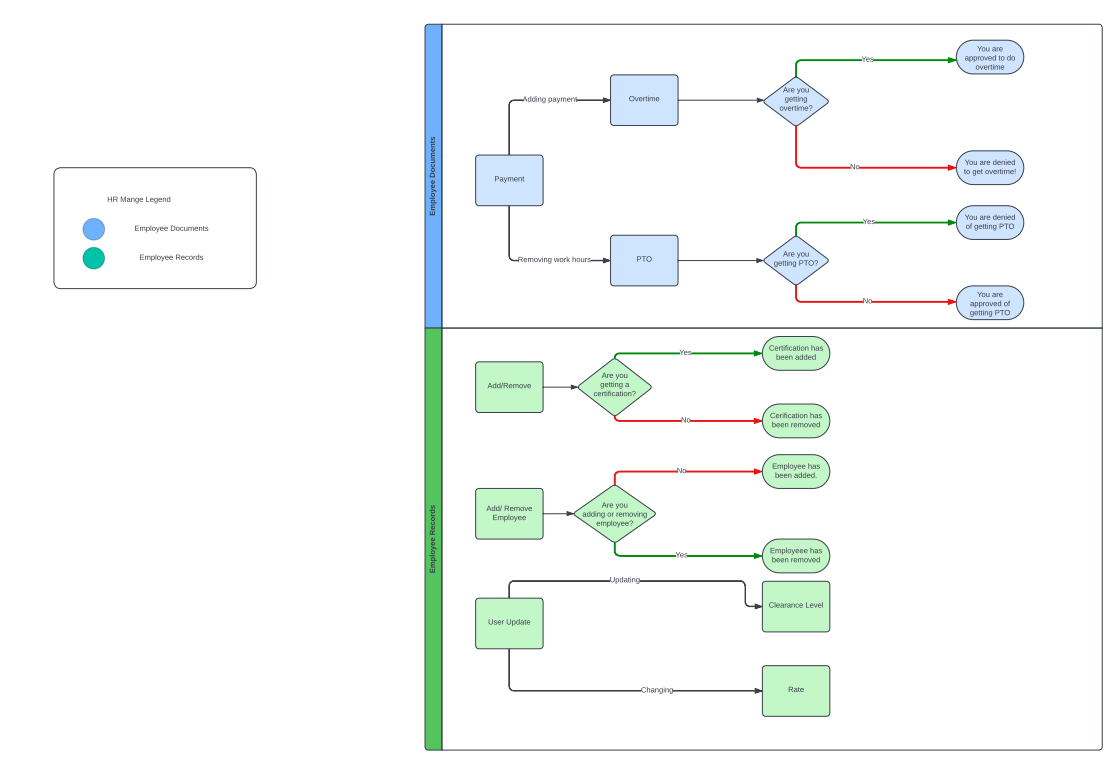 HR Mange Legend
Employee Documents
Employee Records
Employee Documents
Payment
Adding payment
Removing work hours
Overtime
Are you
getting
overtime?
Yes
No
You are
approved to do
overtime
You are denied
to get overtime!
PTO
Are you
getting PTO?
Yes
No
You are denied
of getting PTO
You are
approved of
getting PTO
Employee Records
Add/Remove
Are you
getting a
certification?
Yes
No
Certification has
been added
Cerification has
been removed
Add/ Remove
Employee
Are you
adding or removing
employee?
No
Yes
Employee has
been added.
Employeee has
been removed
User Update
Updating
Changing
Clearance Level
Rate